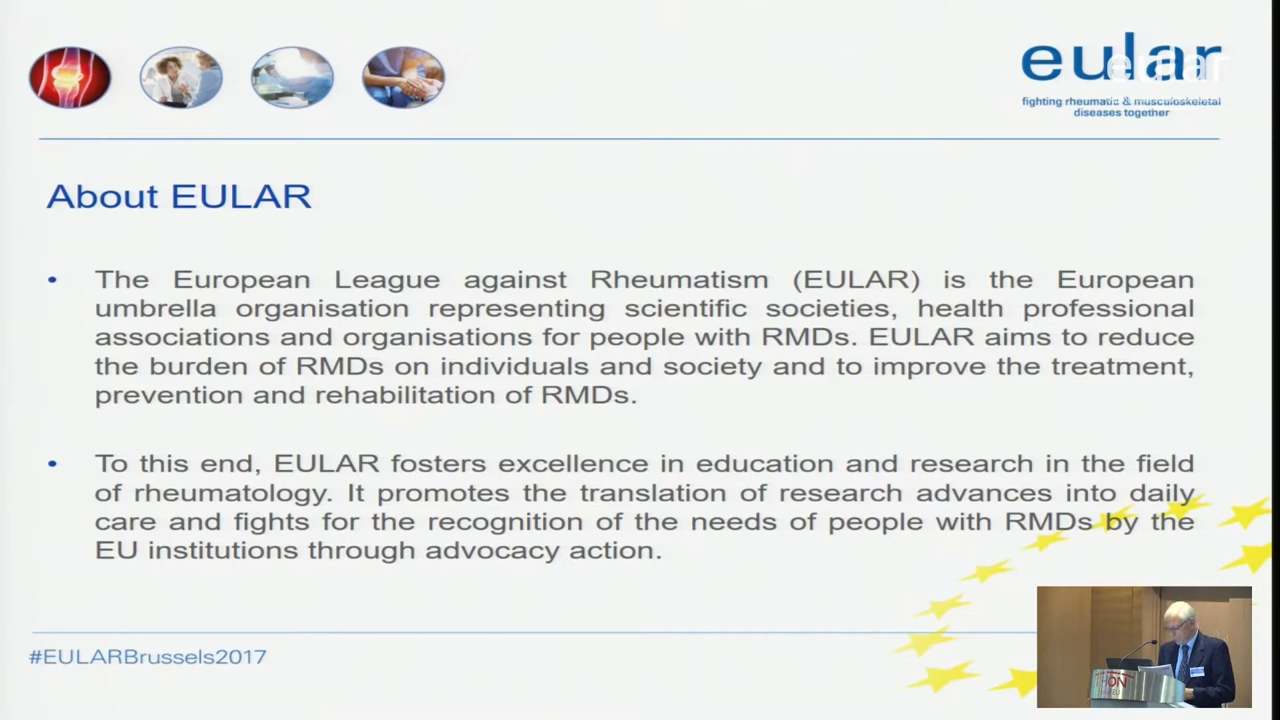 eular
eular
fighting rheumatic & musculoskeletal
diseases together
About EULAR
• The European League against Rheumatism (EULAR) is the European
umbrella organisation representing scientific societies, health professional
associations and organisations for people with RMDs. EULAR aims to reduce
the burden of RMDs on individuals and society and to improve the treatment,
prevention and rehabilitation of RMDs.
• To this end, EULAR fosters excellence in education and research in the field
of rheumatology. It promotes the translation of research advances into daily
care and fights for the recognition of the needs of people with RMDs by the
EU institutions through advocacy action.
#EULARBrussels2017